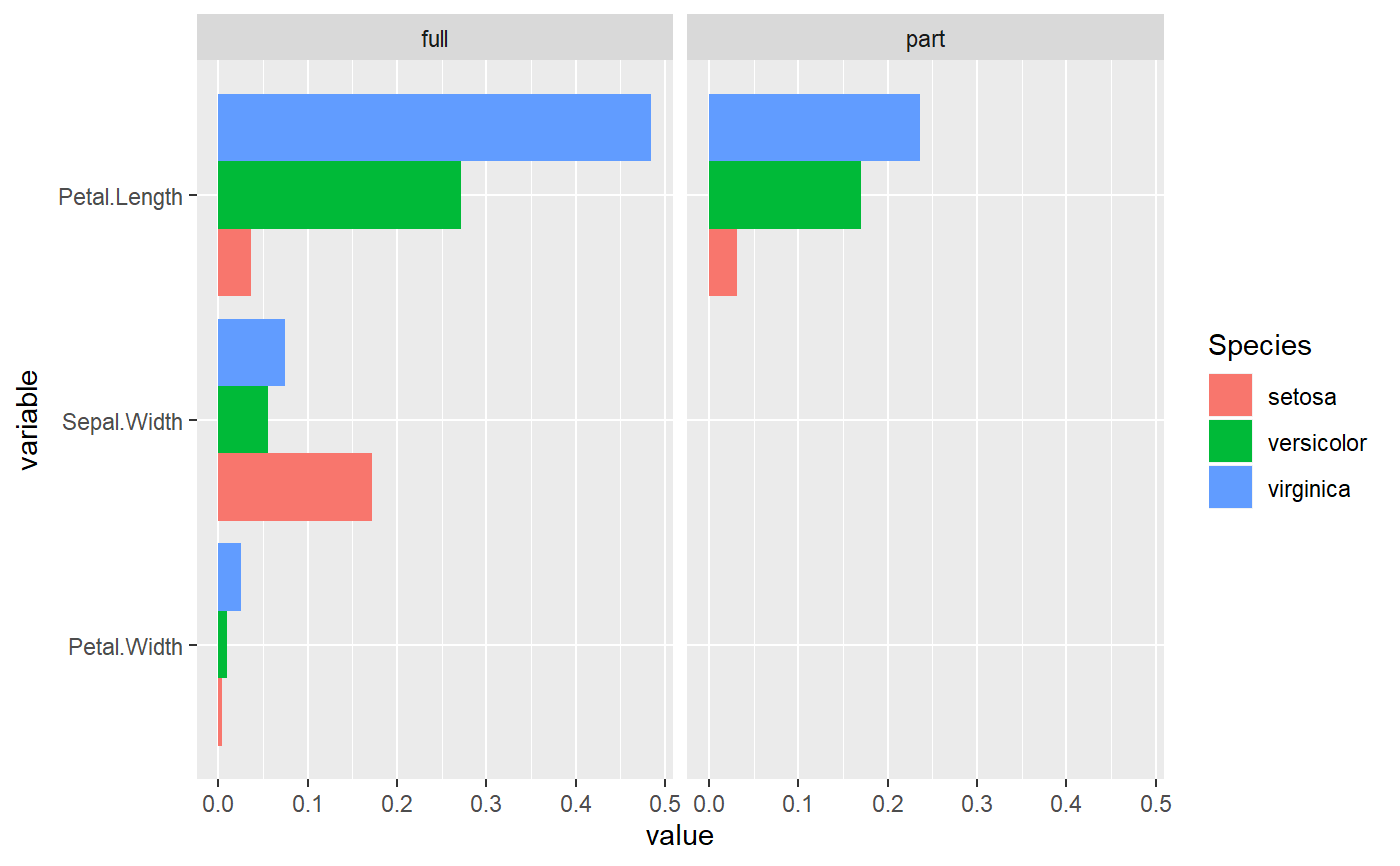 full
part
Petal.Length
Sepal.Width
Petal.Width
variable
0.0 0.1 0.2 0.3 0.4 0.5
0.0 0.1 0.2 0.3 0.4 0.5
value
Species
setosa
versicolor
virginica